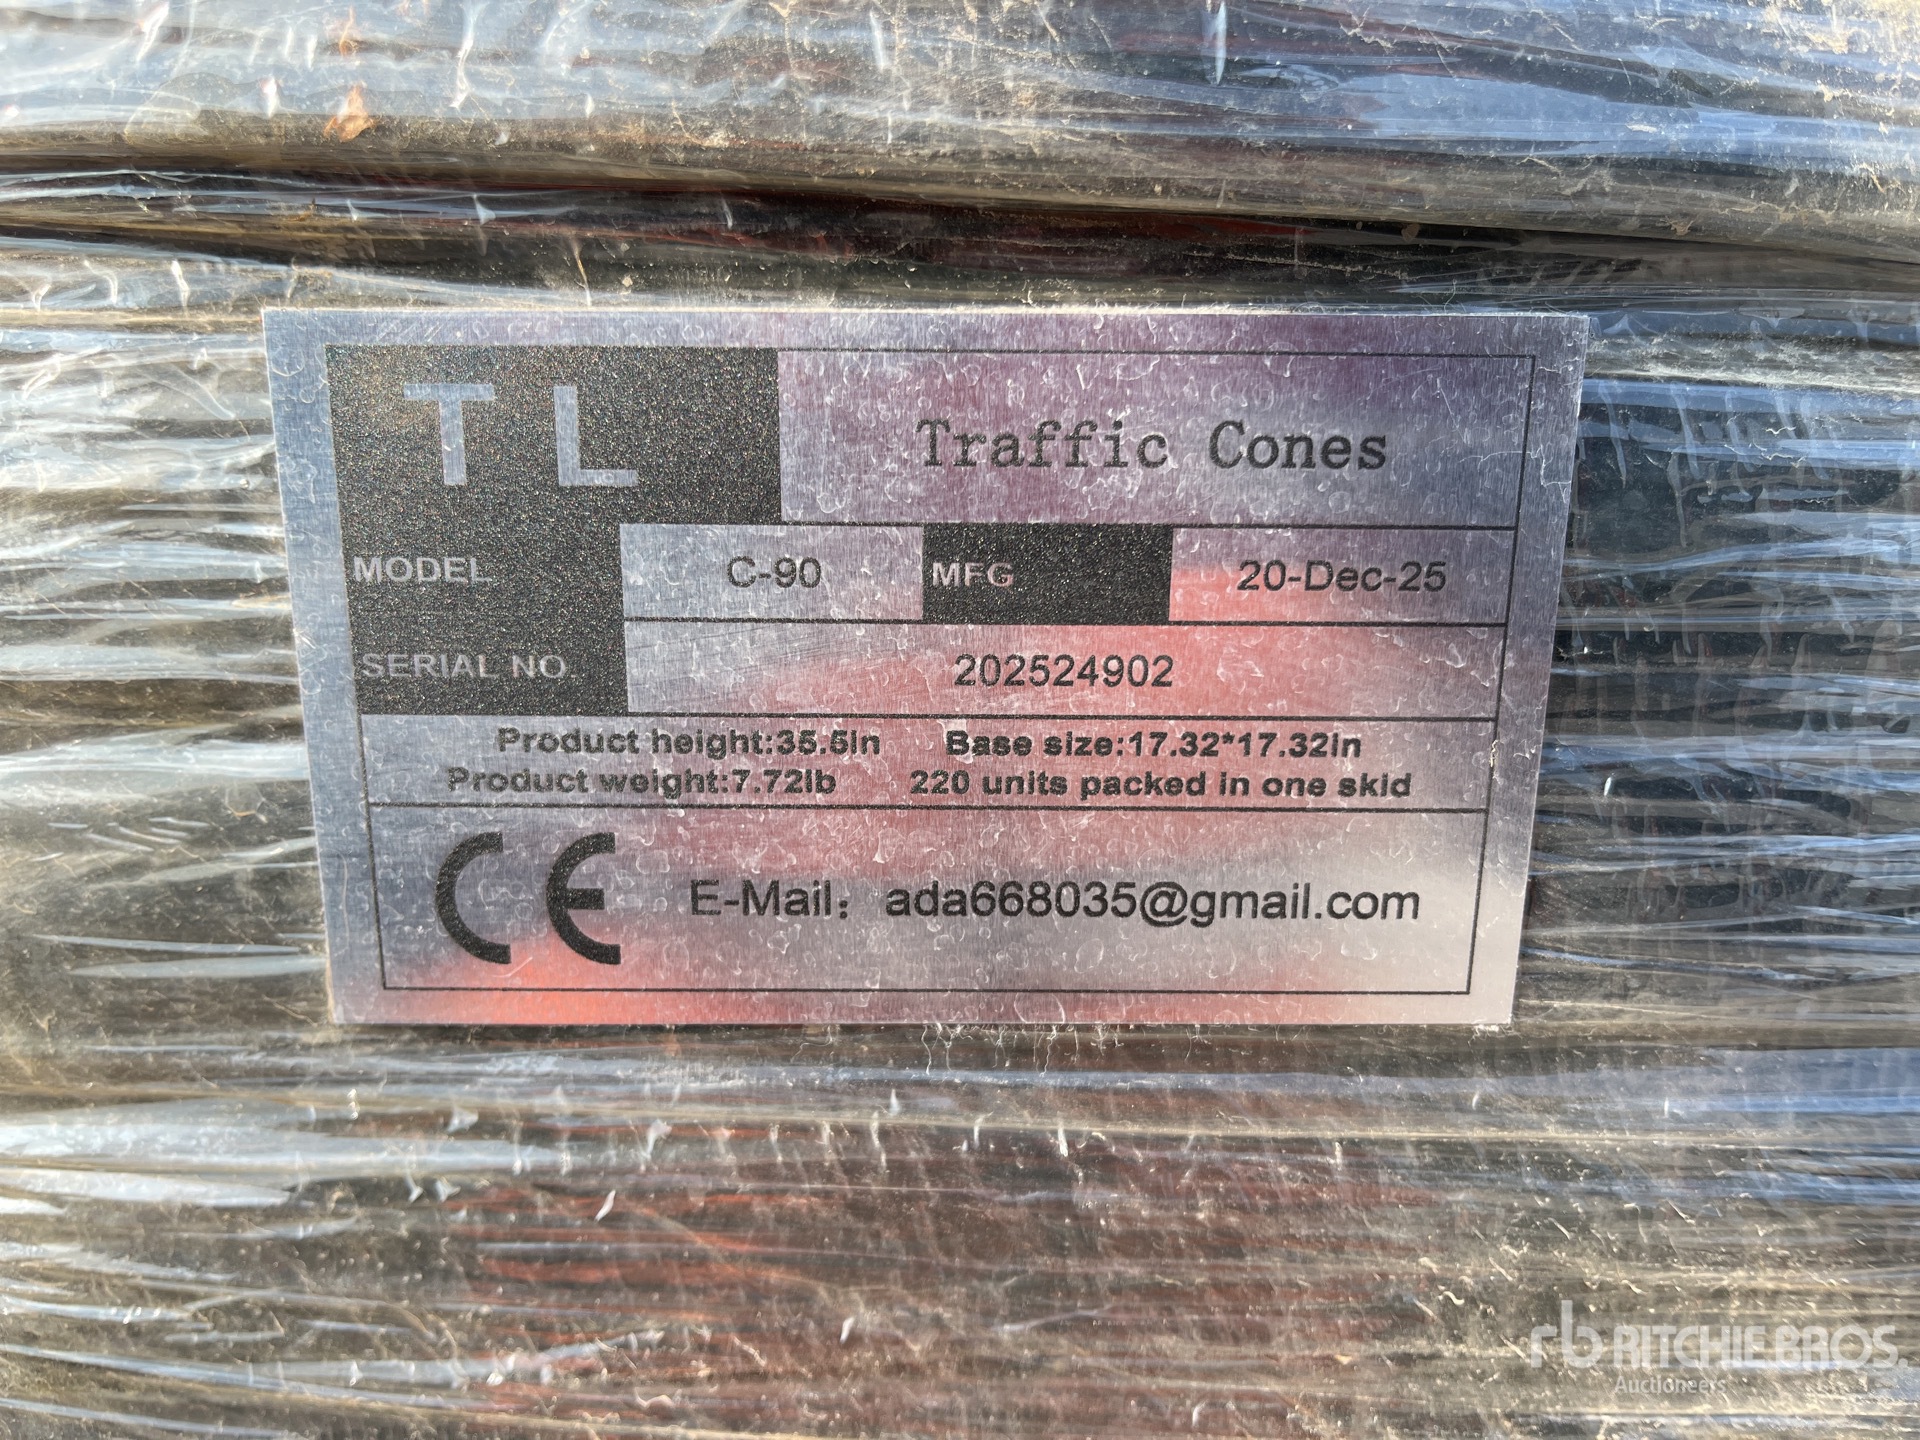 TL
Traffic Cones
MODEL C-90 MFG 20-Dec-25
SERIAL NO. 202524902
Product height:35.5in Base size:17.32*17.32in
Product weight:7.72lb 220 units packed in one skid
CE E-Mail: ada668035@gmail.com
rb RITCHIE BROS.
Auctioneers